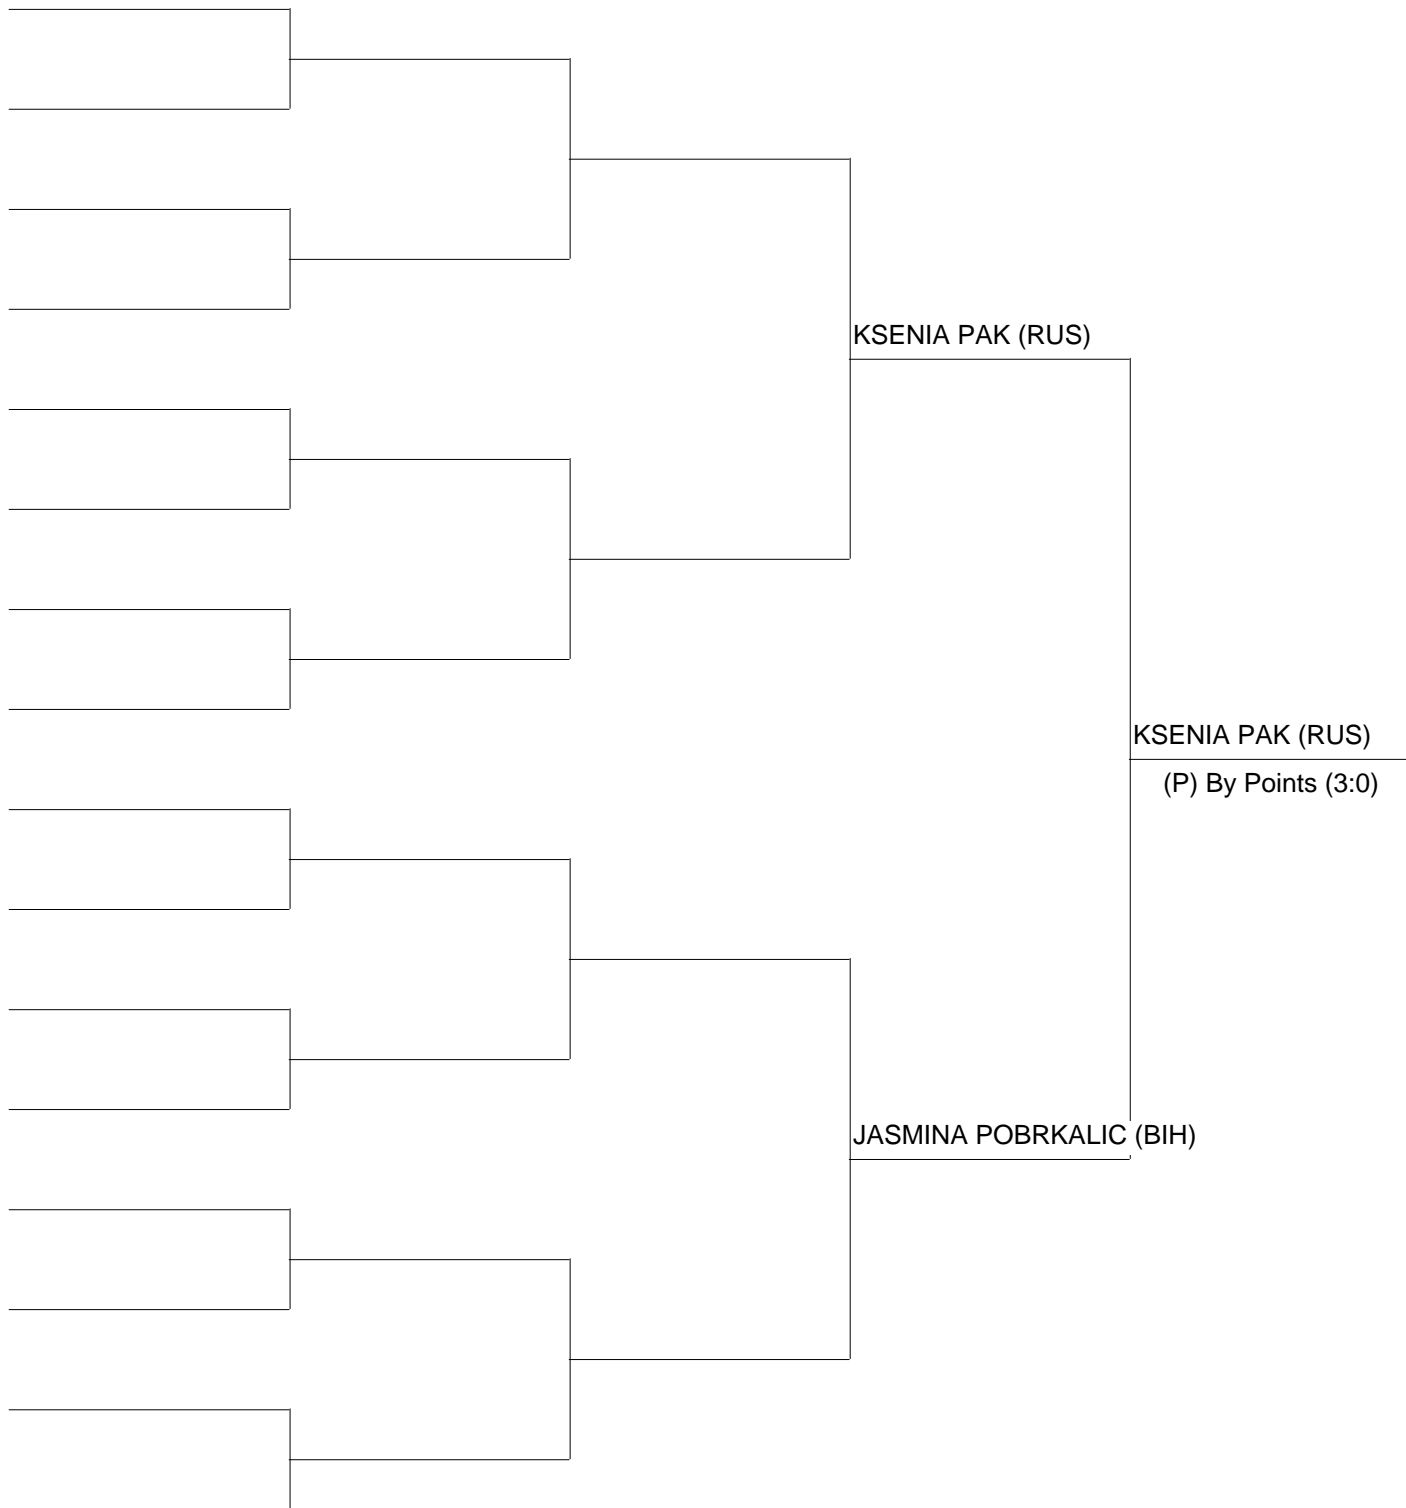 KSENIA PAK (RUS)
KSENIA PAK (RUS)
(P) By Points (3:0)
JASMINA POBRKALIC (BIH)